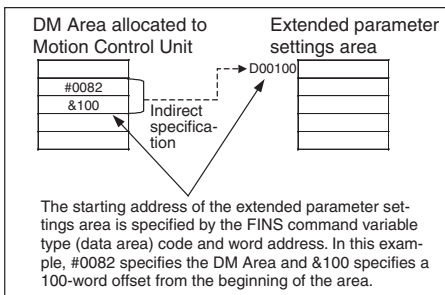 DM Area allocated to
Motion Control Unit
Extended parameter
settings area
#0082
&100
D00100
Indirect
specifica-
tion
The starting address of the extended parameter set-
tings area is specified by the FINS command variable
type (data area) code and word address. In this exam-
ple, #0082 specifies the DM Area and &100 specifies a
100-word offset from the beginning of the area.